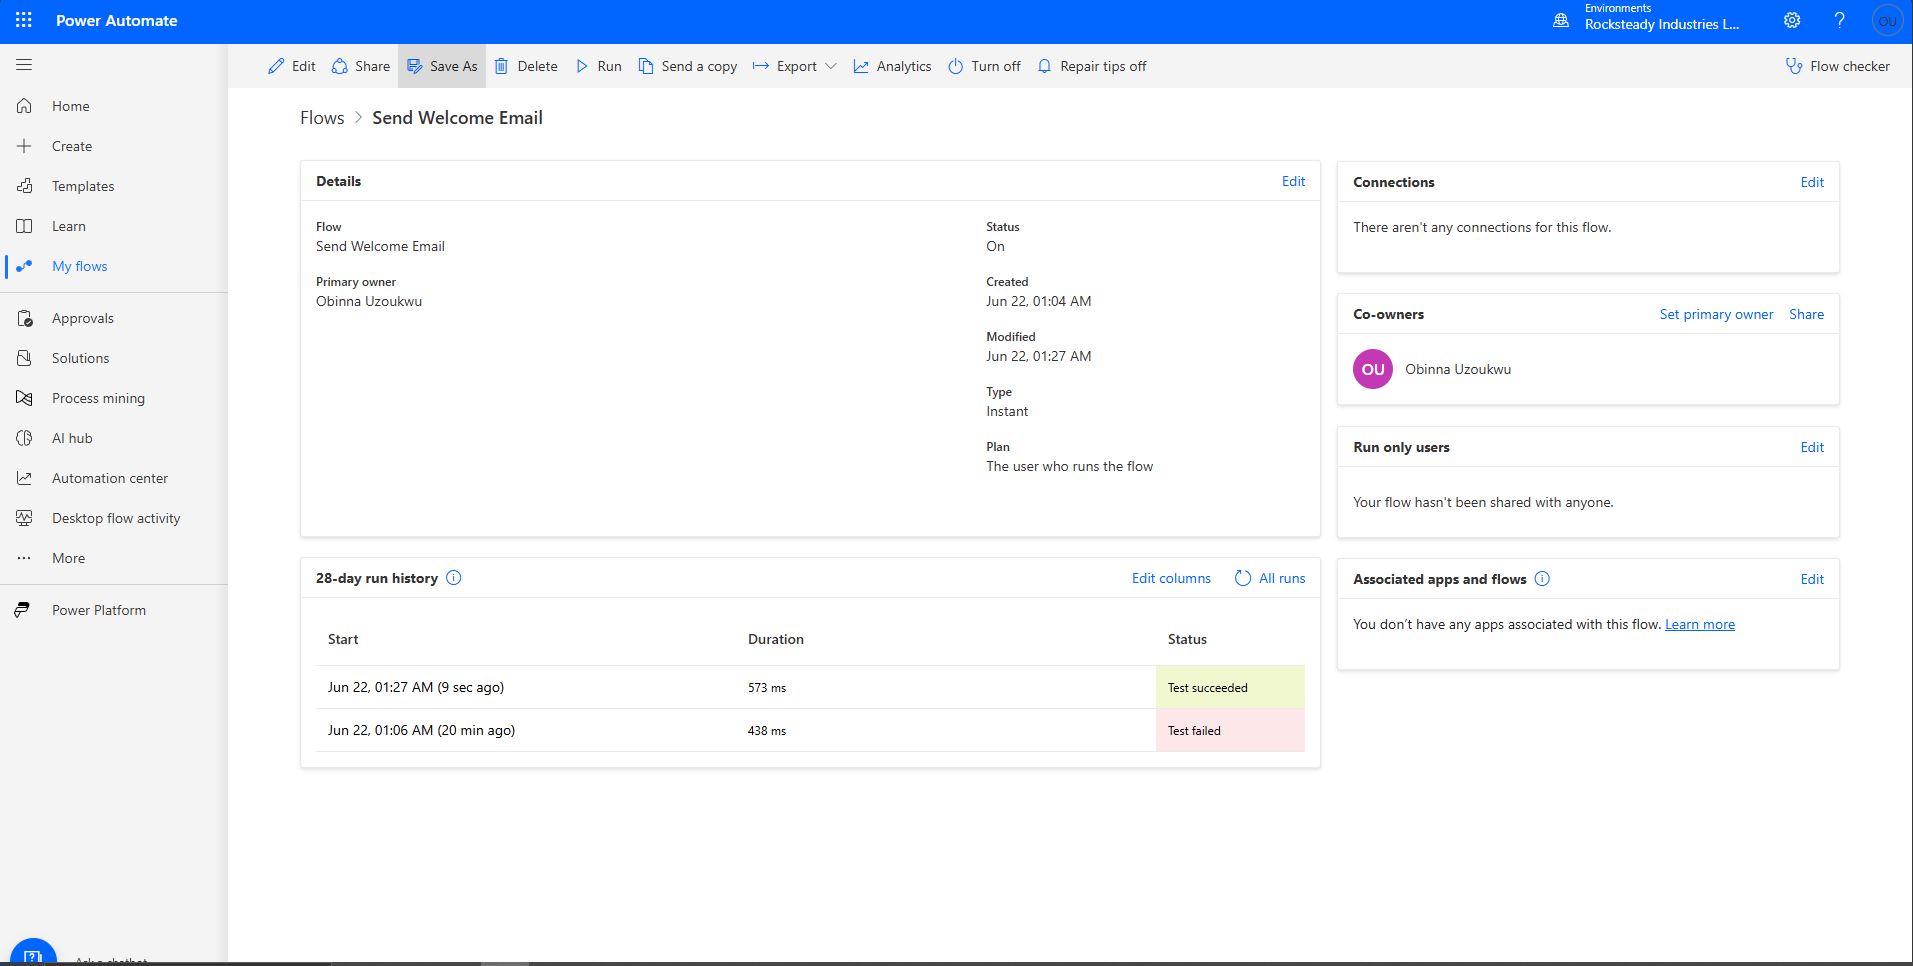 Power Automate
Environments
Rocksteady Industries L...
OU
Edit
Share
Save As
Delete
Run
Send a copy
Export
Analytics
Turn off
Repair tips off
Flow checker
Home
Create
Templates
Learn
My flows
Approvals
Solutions
Process mining
AI hub
Automation center
Desktop flow activity
More
Power Platform
Ask a chatbot
Flows > Send Welcome Email
Details
Edit
Flow
Send Welcome Email
Primary owner
Obinna Uzoukwu
Status
On
Created
Jun 22, 01:04 AM
Modified
Jun 22, 01:27 AM
Type
Instant
Plan
The user who runs the flow
28-day run history
Edit columns
All runs
Start Duration Status
Jun 22, 01:27 AM (9 sec ago) 573 ms Test succeeded
Jun 22, 01:06 AM (20 min ago) 438 ms Test failed
Connections
Edit
There aren't any connections for this flow.
Co-owners
Set primary owner
Share
OU
Obinna Uzoukwu
Run only users
Edit
Your flow hasn't been shared with anyone.
Associated apps and flows
Edit
You don’t have any apps associated with this flow. Learn more